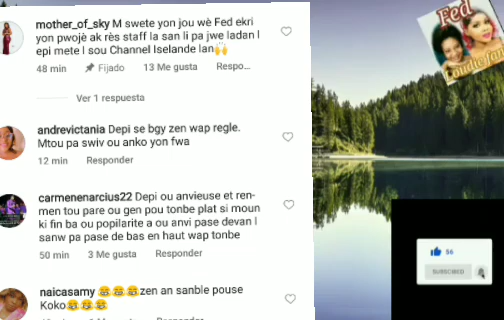 Fed
mother_of_sky M swete yon jou wè Fed ekri
yon pwojè ak rès staff la san li pa jwe ladan l
epi mete l sou Channel Iselande lan🙌
48 min 📌 Fijado 13 Me gusta Respo...
Ver 1 respuesta
andrevictania Depi se bgy zen wap regle.
Mtou pa swiv ou anko yon fwa
12 min Responder
carmenenarcius22 Depi ou anvieuse et ren-
men tou pare ou gen pou tonbe plat si moun
ki fin ba ou popilarite a ou anvi pase devan l
sanw pa pase de bas en haut wap tonbe
50 min 3 Me gusta Responder
naicasamy 😂😂😂zen an sanble pouse
Koko😂😂😂
56
SUBSCRIBED